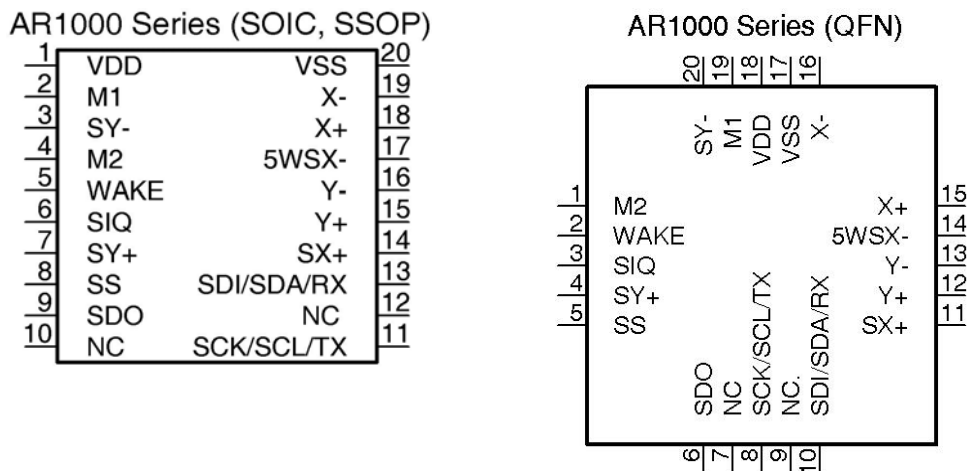 AR1000 Series (SOIC, SSOP)
1 VDD VSS 20
2 M1 X- 19
3 SY- X+ 18
4 M2 5WSX- 17
5 WAKE Y- 16
6 SIQ Y+ 15
7 SY+ SX+ 14
8 SS SDI/SDA/RX 13
9 SDO NC 12
10 NC SCK/SCL/TX 11
AR1000 Series (QFN)
20 19 18 17 16
SY- M1 VDD VSS X-
1 M2 X+ 15
2 WAKE 5WSX- 14
3 SIQ Y- 13
4 SY+ Y+ 12
5 SS SX+ 11
SDO NC SCK/SCL/TX NC. SDI/SDA/RX
6 7 8 9 10